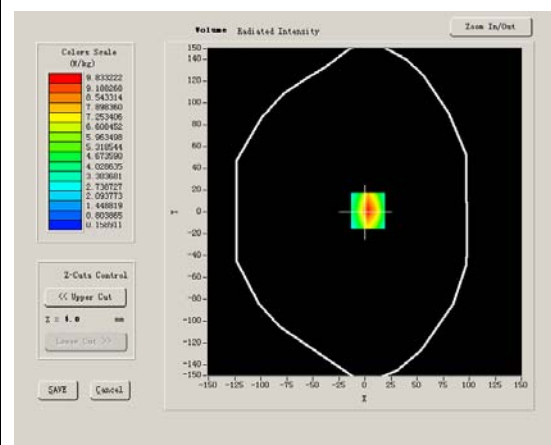 Volume Radiated Intensity
Zoom In/Out
Colors Scale
(W/kg)
9.833222
9.188268
8.543314
7.898360
7.253406
6.608452
5.963498
5.318544
4.673590
4.028635
3.383681
2.738727
2.093773
1.448819
0.803865
0.158911
Z-Cuts Control
<< Upper Cut
Z =
mm
Lower Cut >>
SAVE
Cancel
150
140
120
100
80
60
40
20
0
-20
-40
-60
-80
-100
-120
-140
-150
Y
-150 -125 -100 -75 -50 -25 0 25 50 75 100 125 150
X